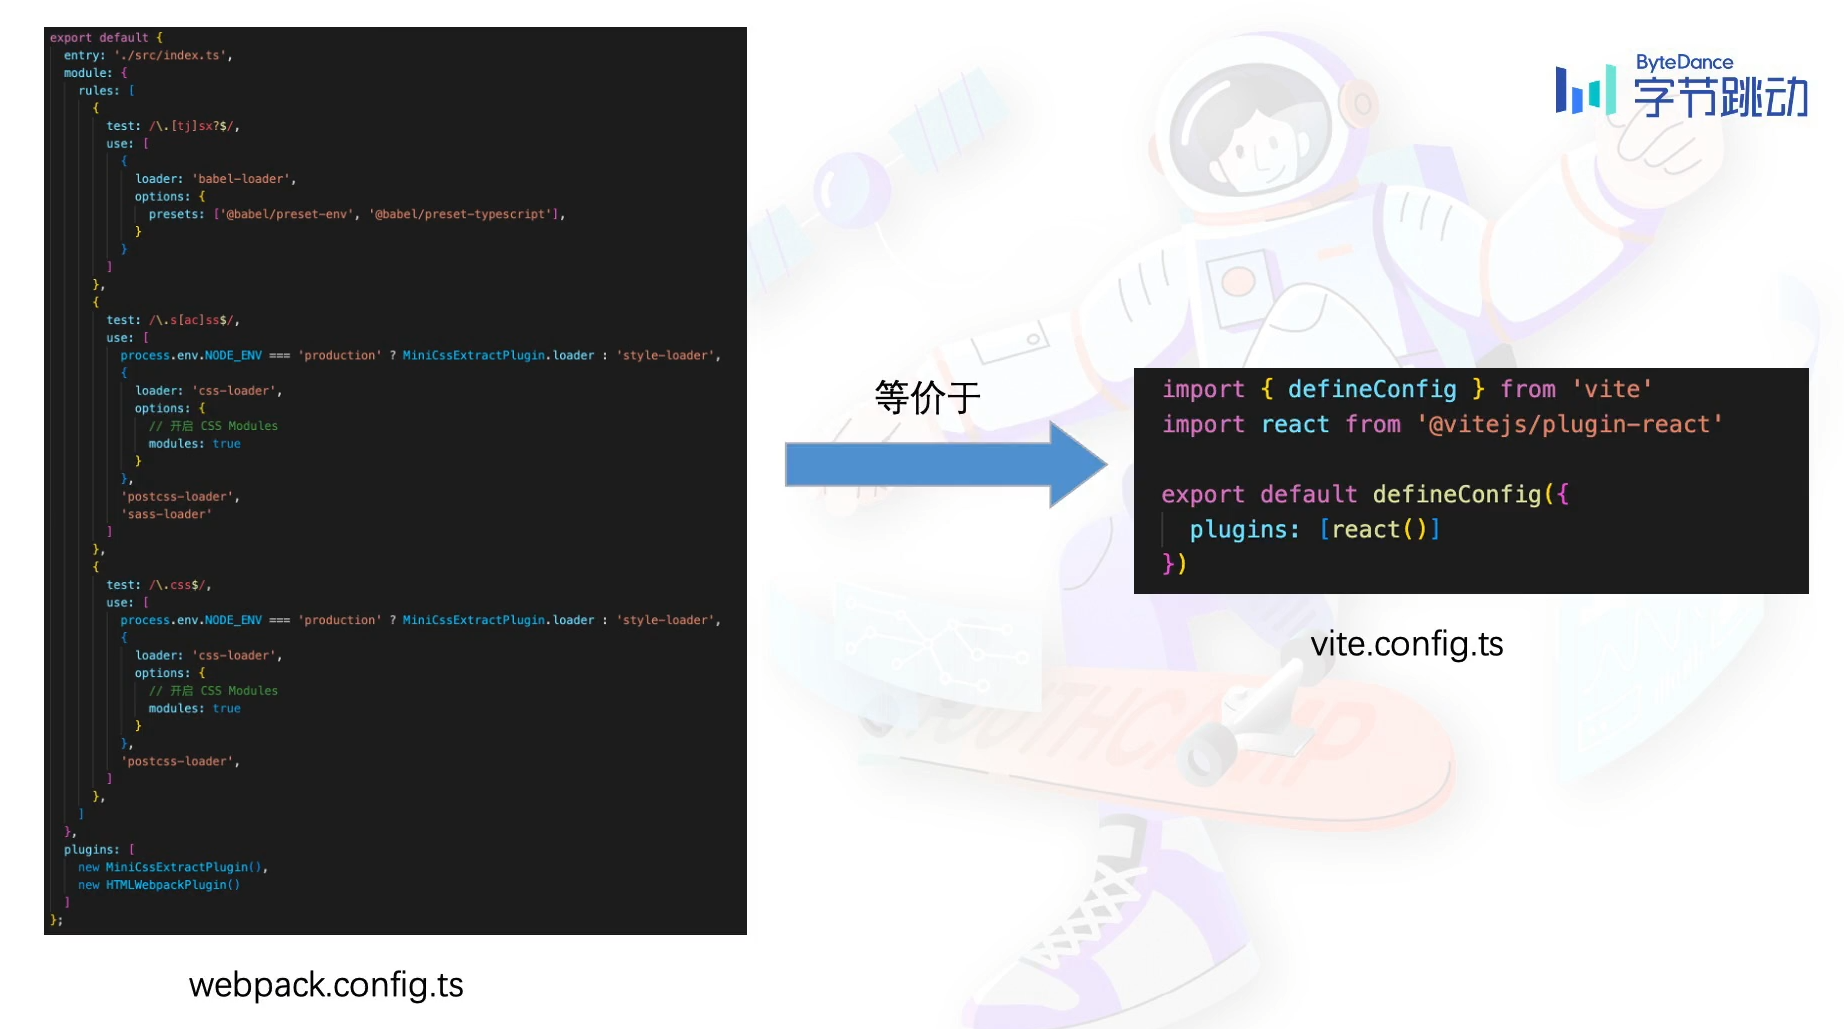 export default {
entry: './src/index.ts',
module: {
rules: [
{
test: /\.[tj]sx?$/,
use: [
{
loader: 'babel-loader',
options: {
presets: ['@babel/preset-env', '@babel/preset-typescript'],
}
}
]
},
{
test: /\.s[ac]ss$/,
use: [
process.env.NODE_ENV === 'production' ? MiniCssExtractPlugin.loader : 'style-loader',
{
loader: 'css-loader',
options: {
// 开启 CSS Modules
modules: true
}
},
'postcss-loader',
'sass-loader'
]
},
{
test: /\.css$/,
use: [
process.env.NODE_ENV === 'production' ? MiniCssExtractPlugin.loader : 'style-loader',
{
loader: 'css-loader',
options: {
// 开启 CSS Modules
modules: true
}
},
'postcss-loader',
]
},
]
},
plugins: [
new MiniCssExtractPlugin(),
new HTMLWebpackPlugin()
]
};
webpack.config.ts
等价于
ByteDance
字节跳动
import { defineConfig } from 'vite'
import react from '@vitejs/plugin-react'
export default defineConfig({
plugins: [react()]
})
vite.config.ts
YOUTHCAMP